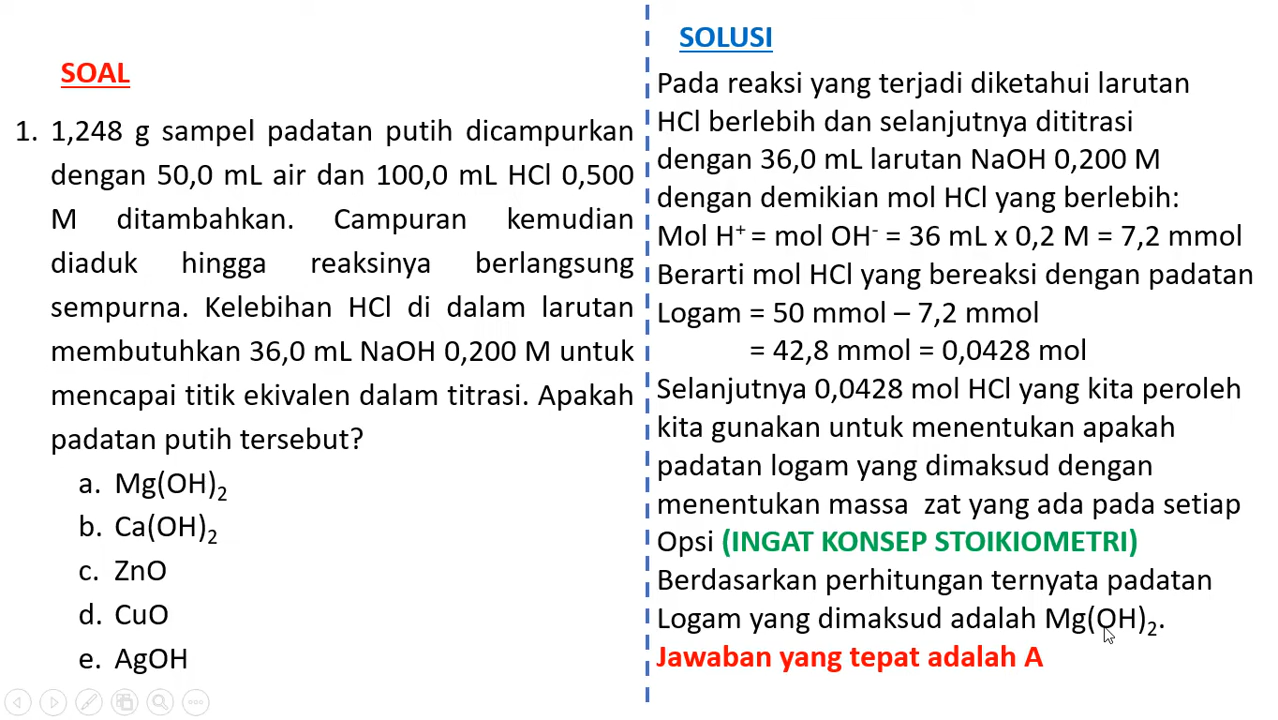 SOAL
1. 1,248 g sampel padatan putih dicampurkan
dengan 50,0 mL air dan 100,0 mL HCl 0,500
M ditambahkan. Campuran kemudian
diaduk hingga reaksinya berlangsung
sempurna. Kelebihan HCl di dalam larutan
membutuhkan 36,0 mL NaOH 0,200 M untuk
mencapai titik ekivalen dalam titrasi. Apakah
padatan putih tersebut?
a. Mg(OH)₂
b. Ca(OH)₂
c. ZnO
d. CuO
e. AgOH
SOLUSI
Pada reaksi yang terjadi diketahui larutan
HCl berlebih dan selanjutnya dititrasi
dengan 36,0 mL larutan NaOH 0,200 M
dengan demikian mol HCl yang berlebih:
Mol H⁺ = mol OH⁻ = 36 mL x 0,2 M = 7,2 mmol
Berarti mol HCl yang bereaksi dengan padatan
Logam = 50 mmol – 7,2 mmol
= 42,8 mmol = 0,0428 mol
Selanjutnya 0,0428 mol HCl yang kita peroleh
kita gunakan untuk menentukan apakah
padatan logam yang dimaksud dengan
menentukan massa zat yang ada pada setiap
Opsi (INGAT KONSEP STOIKIOMETRI)
Berdasarkan perhitungan ternyata padatan
Logam yang dimaksud adalah Mg(OH)₂.
Jawaban yang tepat adalah A